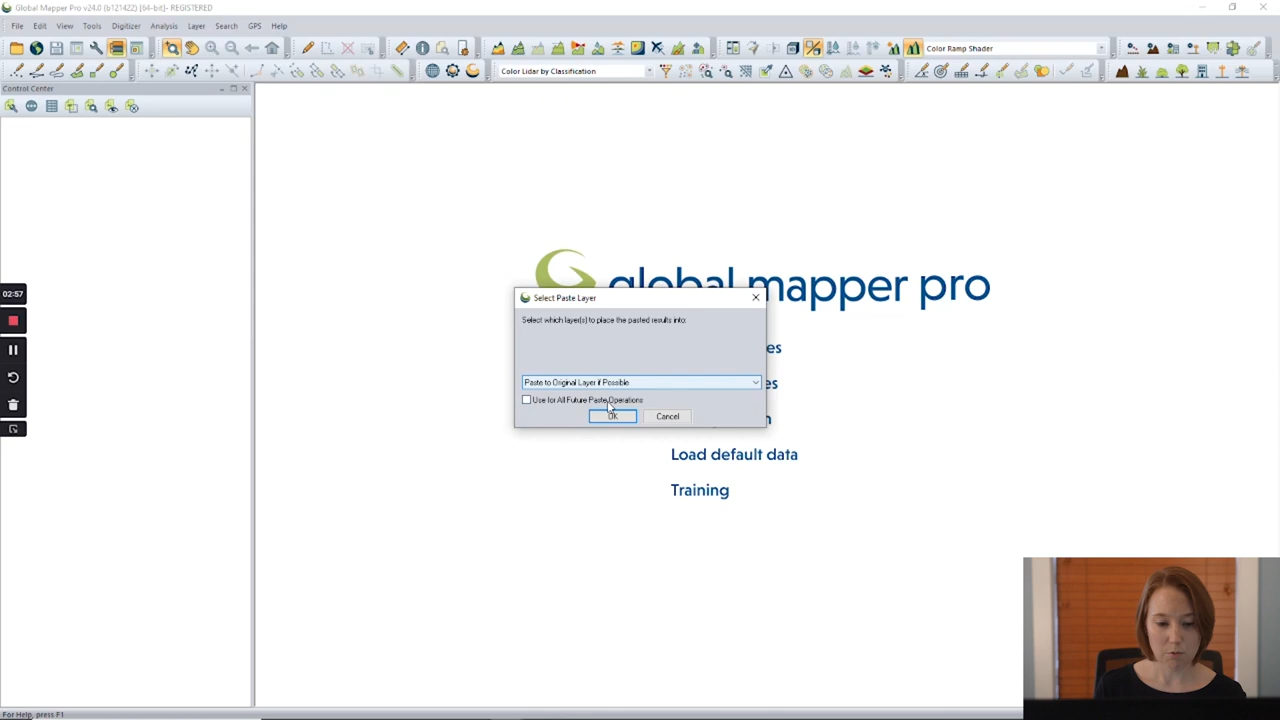 Global Mapper Pro v24.0 (b121422) [64-bit]- REGISTERED
File Edit View Tools Digitizer Analysis Layer Search GPS Help
Color Ramp Shader
Color Lidar by Classification
Control Center
global mapper pro
Select Paste Layer
Select which layer(s) to place the pasted results into:
es
Paste to Original Layer if Possible
es
Use for All Future Paste Operations
OK Cancel
n
Load default data
Training
02:57
For Help, press F1